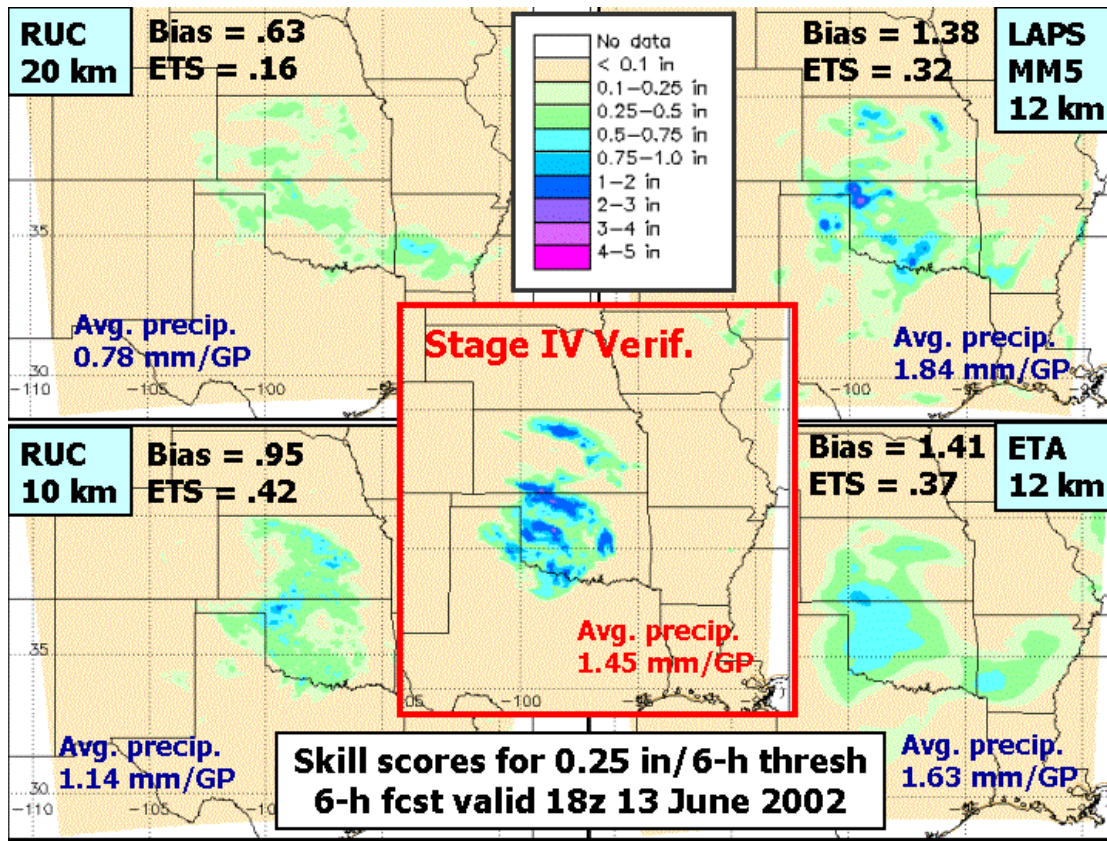 RUC
20 km
Bias = .63
ETS = .16
35
Avg. precip.
0.78 mm/GP
30
-110
-105
-100
-95
No data
< 0.1 in
0.1-0.25 in
0.25-0.5 in
0.5-0.75 in
0.75-1.0 in
1-2 in
2-3 in
3-4 in
4-5 in
Bias = 1.38
ETS = .32
LAPS
MM5
12 km
Avg. precip.
1.84 mm/GP
-100
-95
Stage IV Verif.
Avg. precip.
1.45 mm/GP
-100
-95
RUC
10 km
Bias = .95
ETS = .42
35
Avg. precip.
1.14 mm/GP
30
-110
Bias = 1.41
ETS = .37
ETA
12 km
Avg. precip.
1.63 mm/GP
Skill scores for 0.25 in/6-h thresh
6-h fcst valid 18z 13 June 2002